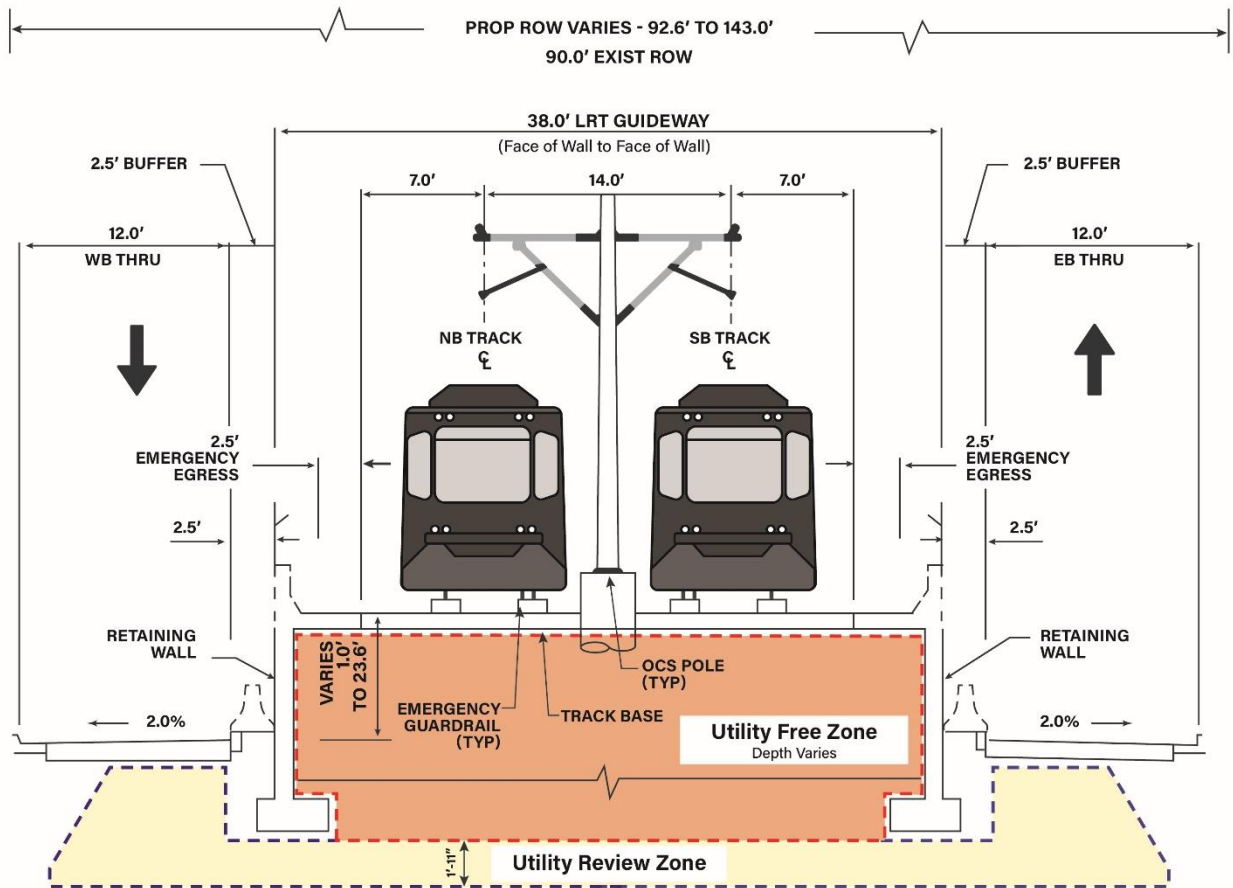 PROP ROW VARIES - 92.6' TO 143.0'
90.0' EXIST ROW
38.0' LRT GUIDEWAY
(Face of Wall to Face of Wall)
2.5' BUFFER
2.5' BUFFER
7.0'
14.0'
7.0'
12.0'
WB THRU
12.0'
EB THRU
NB TRACK
℄
SB TRACK
℄
2.5'
EMERGENCY
EGRESS
2.5'
EMERGENCY
EGRESS
2.5'
2.5'
RETAINING
WALL
RETAINING
WALL
VARIES
1.0'
TO 23.6'
OCS POLE
(TYP)
EMERGENCY
GUARDRAIL
(TYP)
TRACK BASE
Utility Free Zone
Depth Varies
2.0%
2.0%
1'-11"
Utility Review Zone